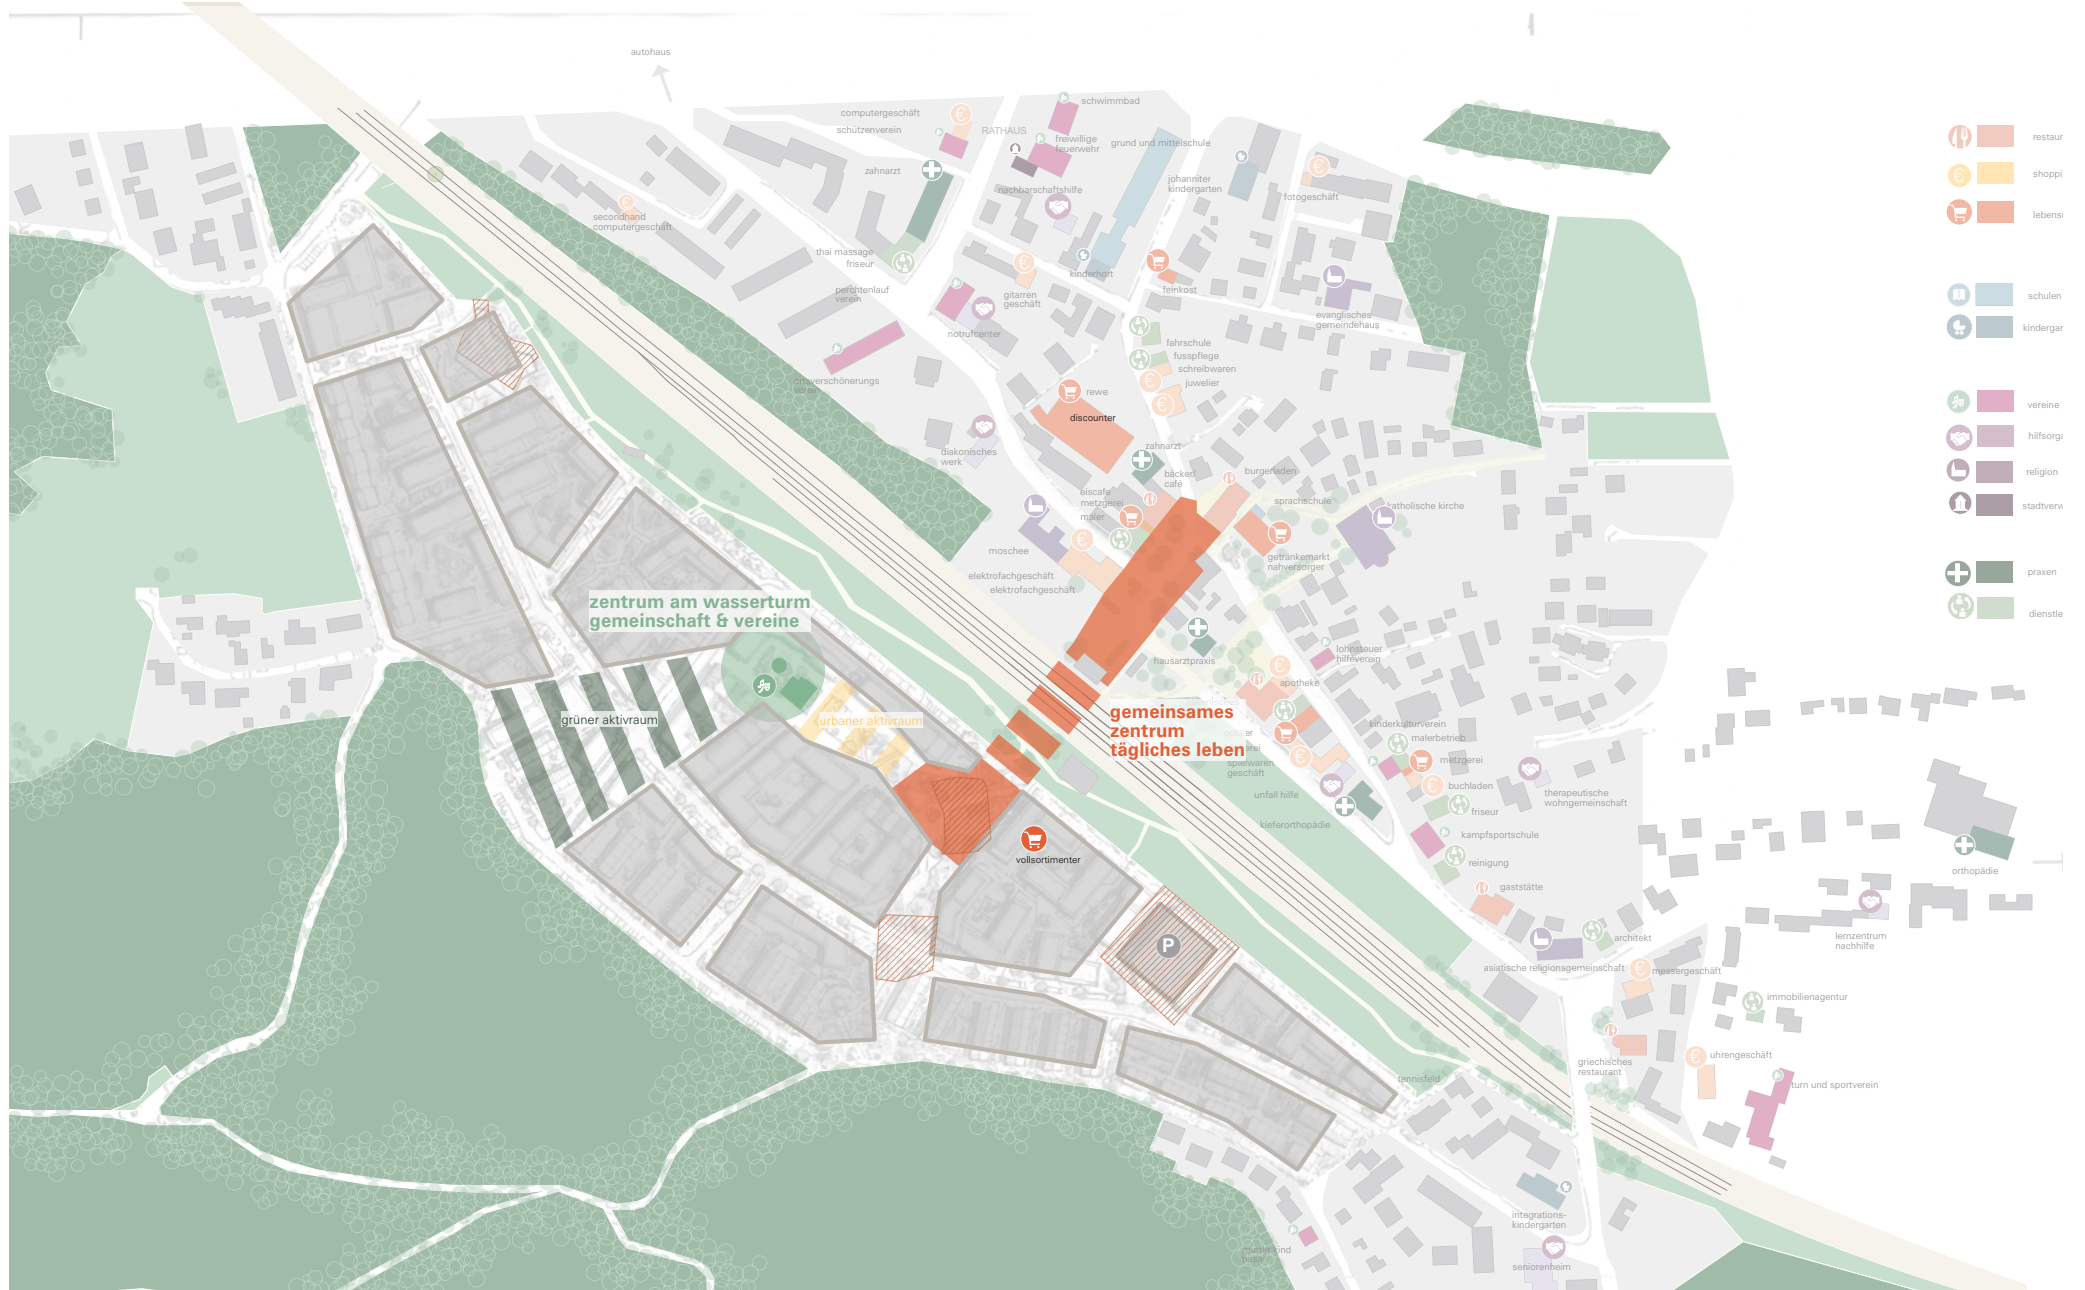 autohaus
computergeschäft
schützenverein
schwimmbad
RATHAUS
freiwillige
feuerwehr
grund und mittelschule
zahnarzt
nachbarschaftshilfe
johanniter
kindergarten
fotogeschäft
secondhand
computergeschäft
thai massage
friseur
kinderhort
perchtenlauf
verein
gitarren
geschäft
feinkost
notrufcenter
evanglisches
gemeindehaus
fahrschule
fusspflege
schreibwaren
juwelier
rewe
discounter
diakonisches
werk
zahnarzt
bäcker/
café
burgerladen
eiscafe
metzgerei
maler
sprachschule
katholische kirche
moschee
getränkemarkt
nahversorger
elektrofachgeschäft
elektrofachgeschäft
zentrum am wasserturm
gemeinschaft & vereine
hausarztpraxis
lohnsteuer
hilfeverein
apotheke
grüner aktivraum
urbaner aktivraum
gemeinsames
zentrum
tägliches leben
kinderkulturverein
malerbetrieb
spielwaren
geschäft
metzgerei
unfall hilfe
buchladen
therapeutische
wohngemeinschaft
friseur
kieferorthopädie
kampfsportschule
vollsortimenter
reinigung
gaststätte
orthopädie
P
architekt
lernzentrum
nachhilfe
asiatische religionsgemeinschaft
messergeschäft
immobilienagentur
griechisches
restaurant
uhrengeschäft
tennisfeld
turn und sportverein
integrations-
kindergarten
seniorenheim
restaur
shoppi
lebens
schulen
kindergar
vereine
hilfsorga
religion
stadtverw
praxen
dienstle